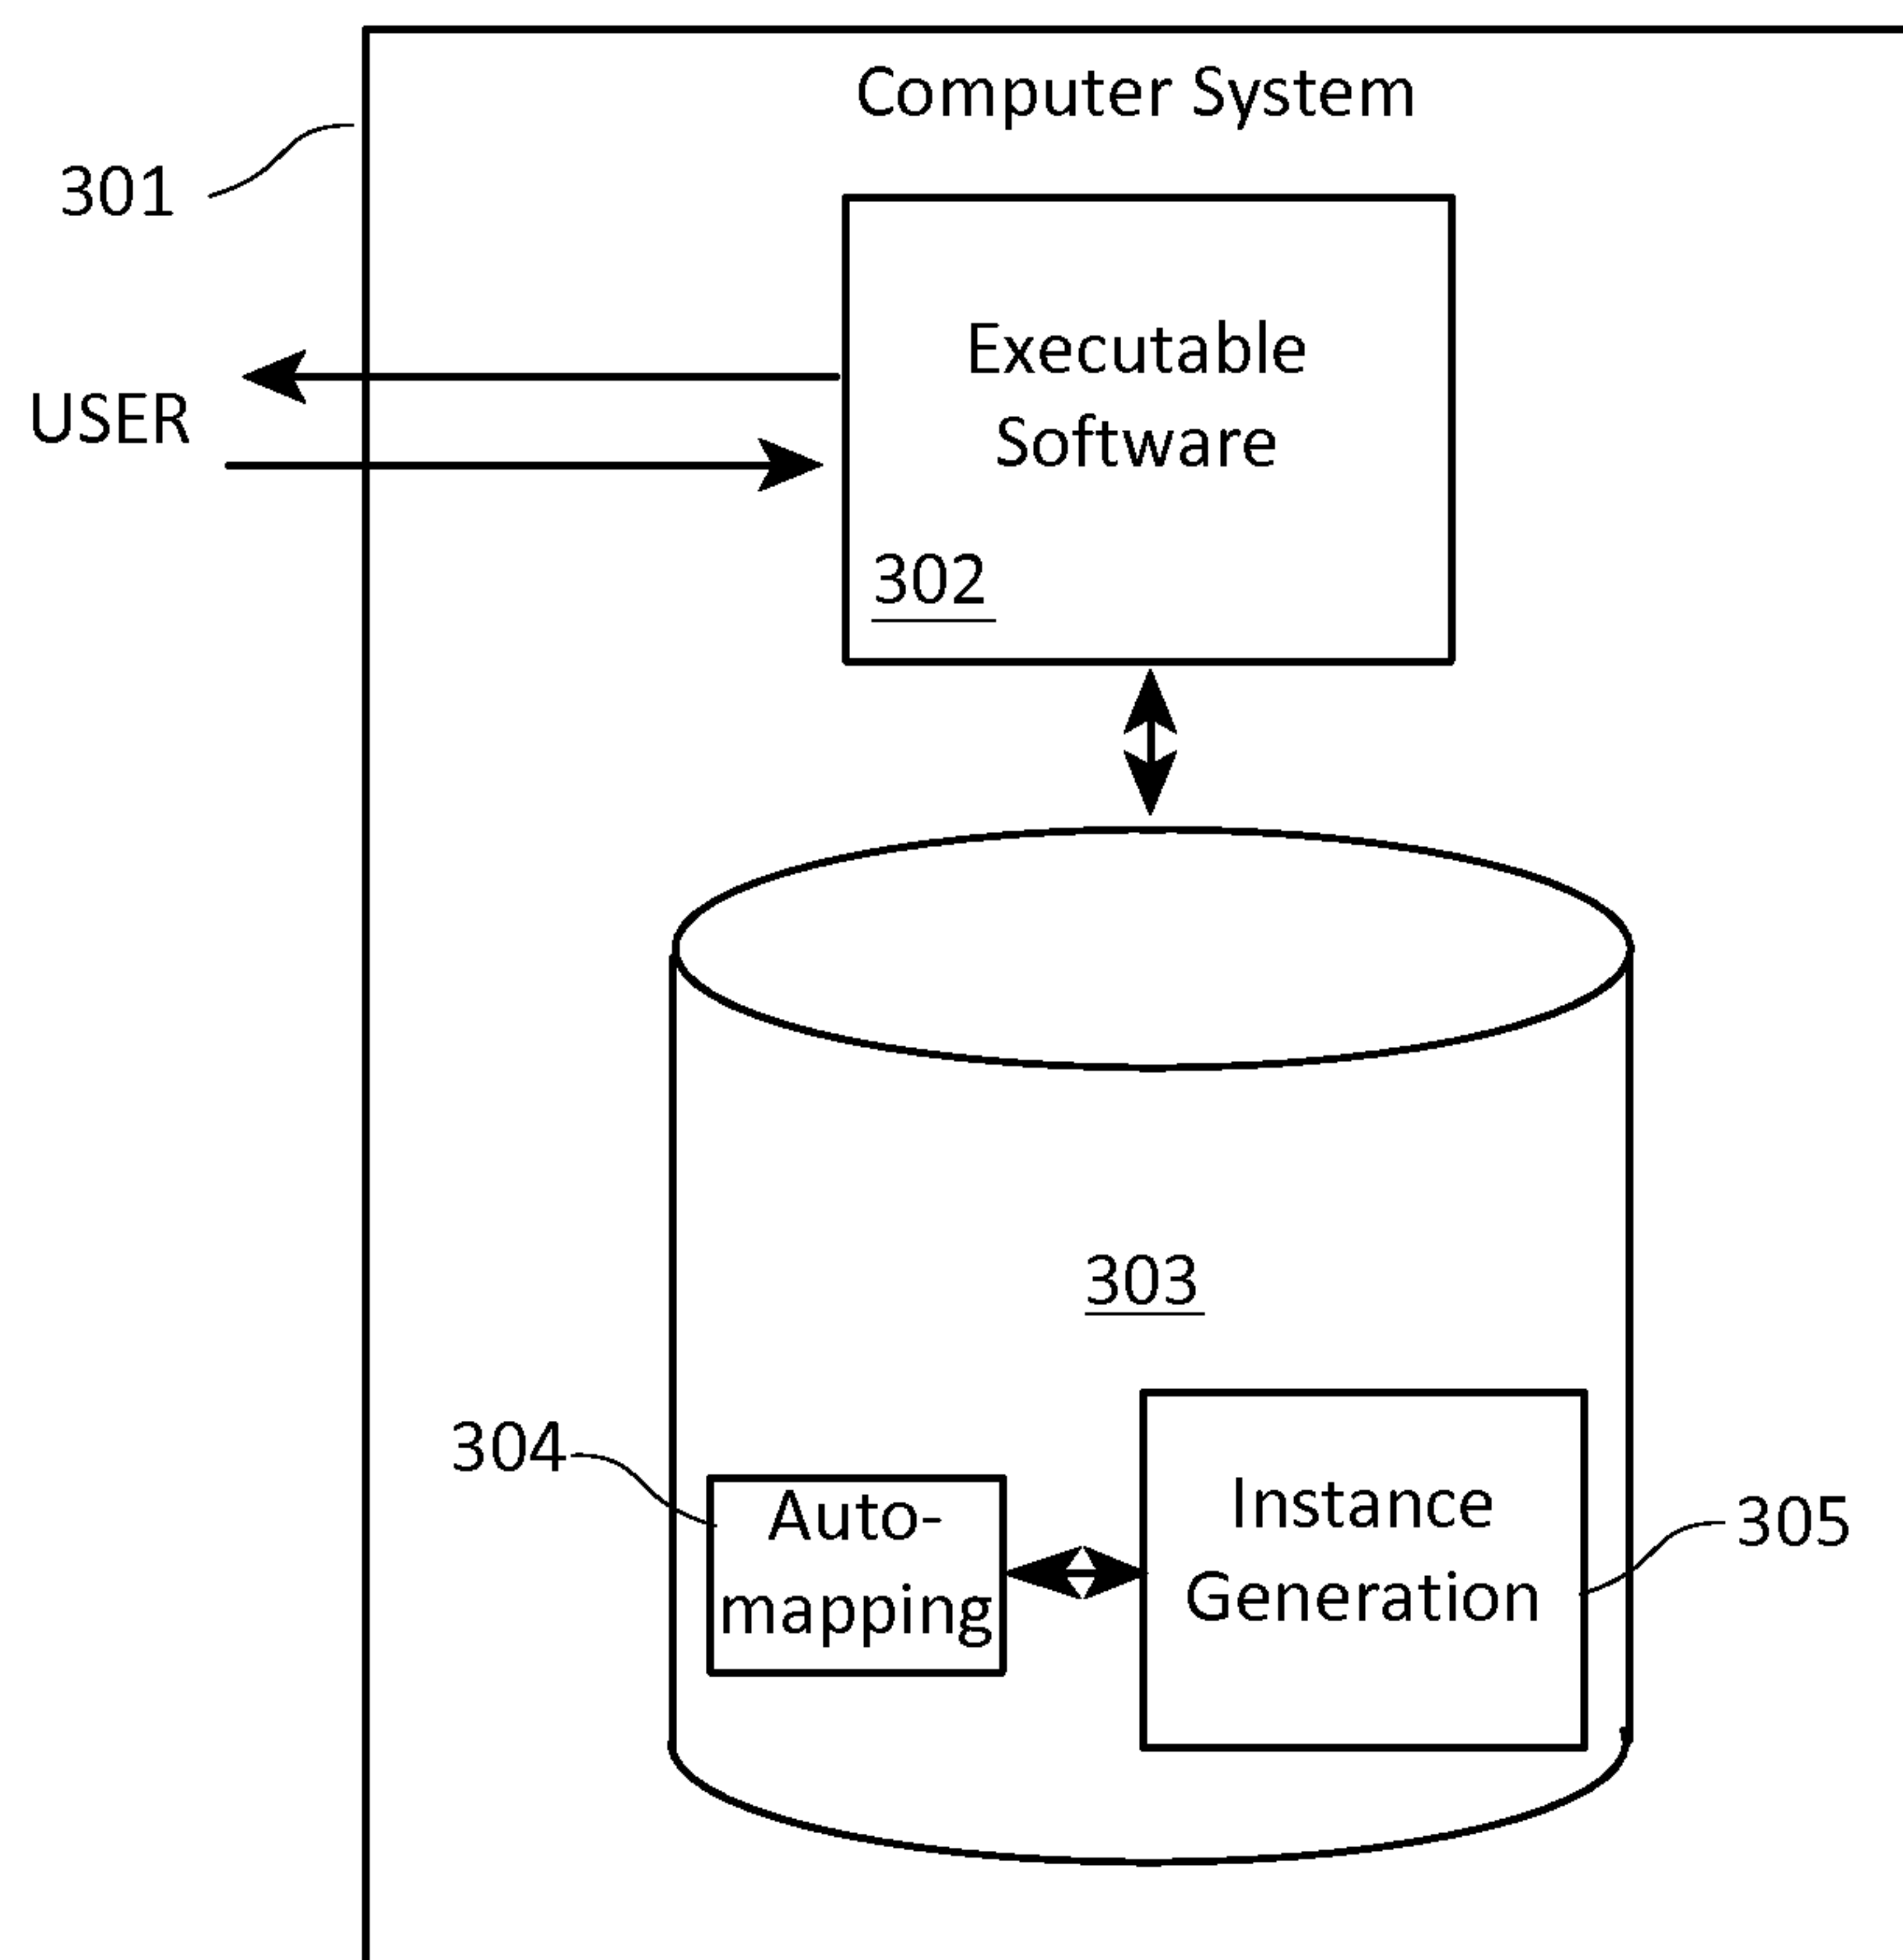 Computer System
301
Executable
Software
USER
302
303
304
Auto-
mapping
Instance
Generation
305